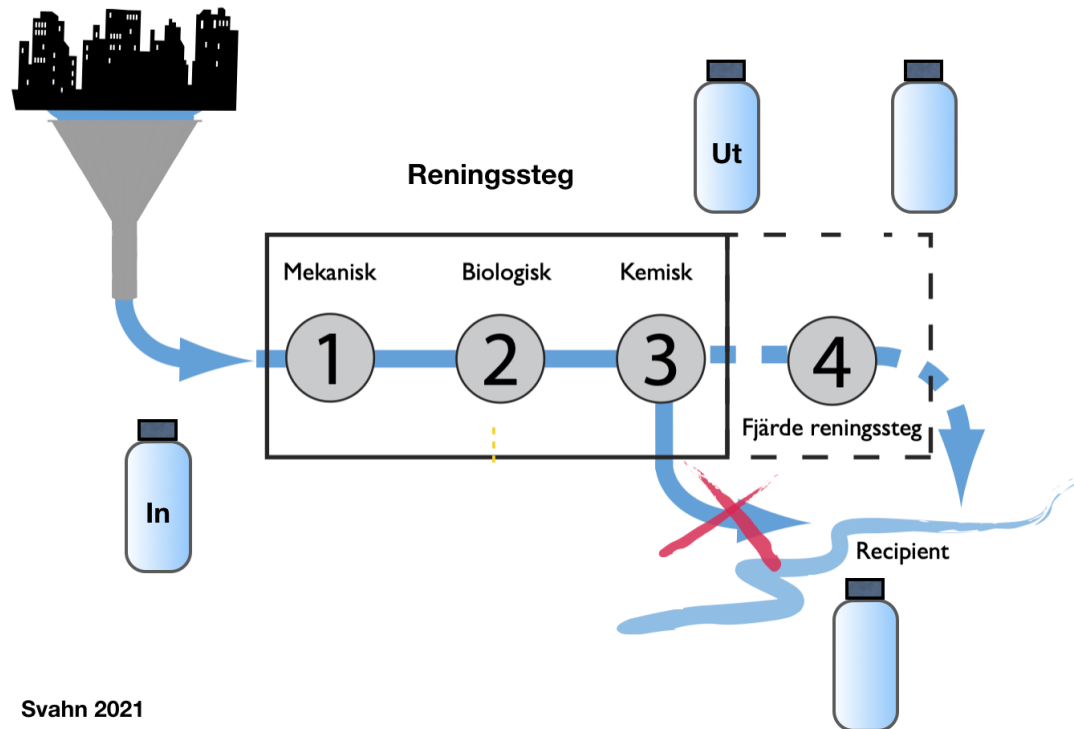 Ut
Reningssteg
Mekanisk
Biologisk
Kemisk
1
2
3
4
Fjärde reningssteg
In
Recipient
Svahn 2021